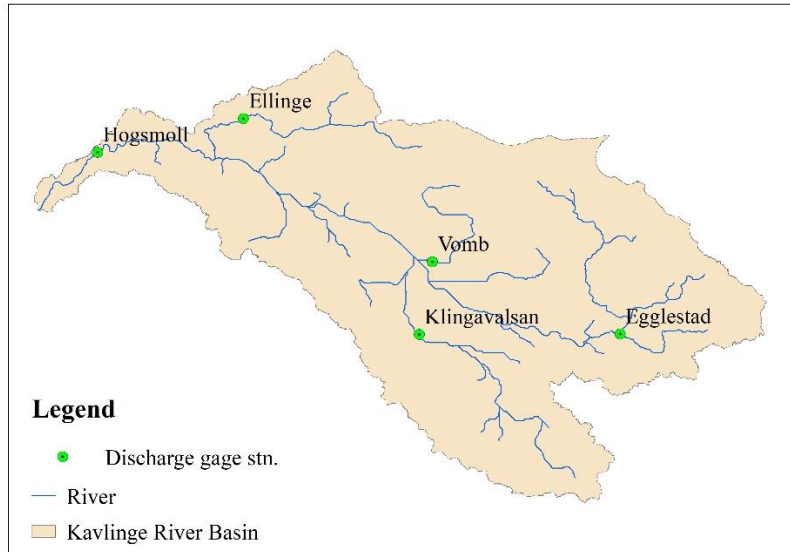 Ellinge
Hogsmoll
Vomb
Klingavalsan
Egglestad
Legend
Discharge gage stn.
River
Kavlinge River Basin